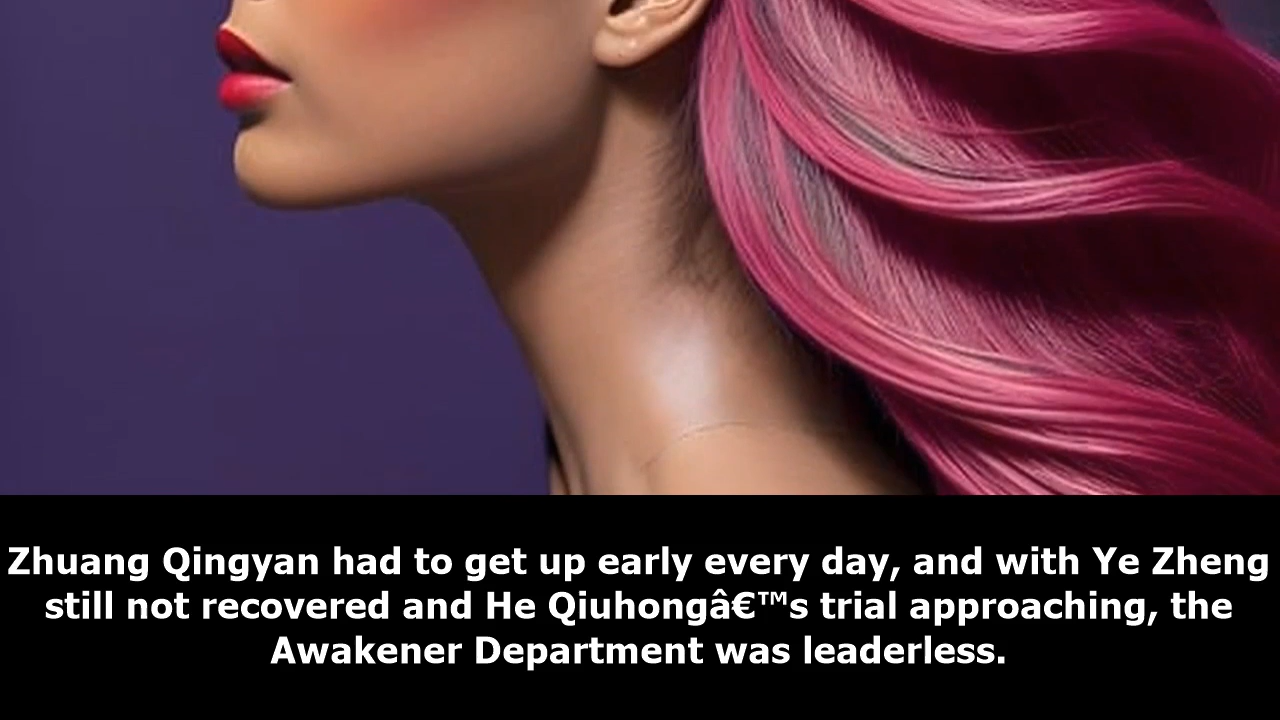 Zhuang Qingyan had to get up early every day, and with Ye Zheng
still not recovered and He Qiuhongâ€™s trial approaching, the
Awakener Department was leaderless.